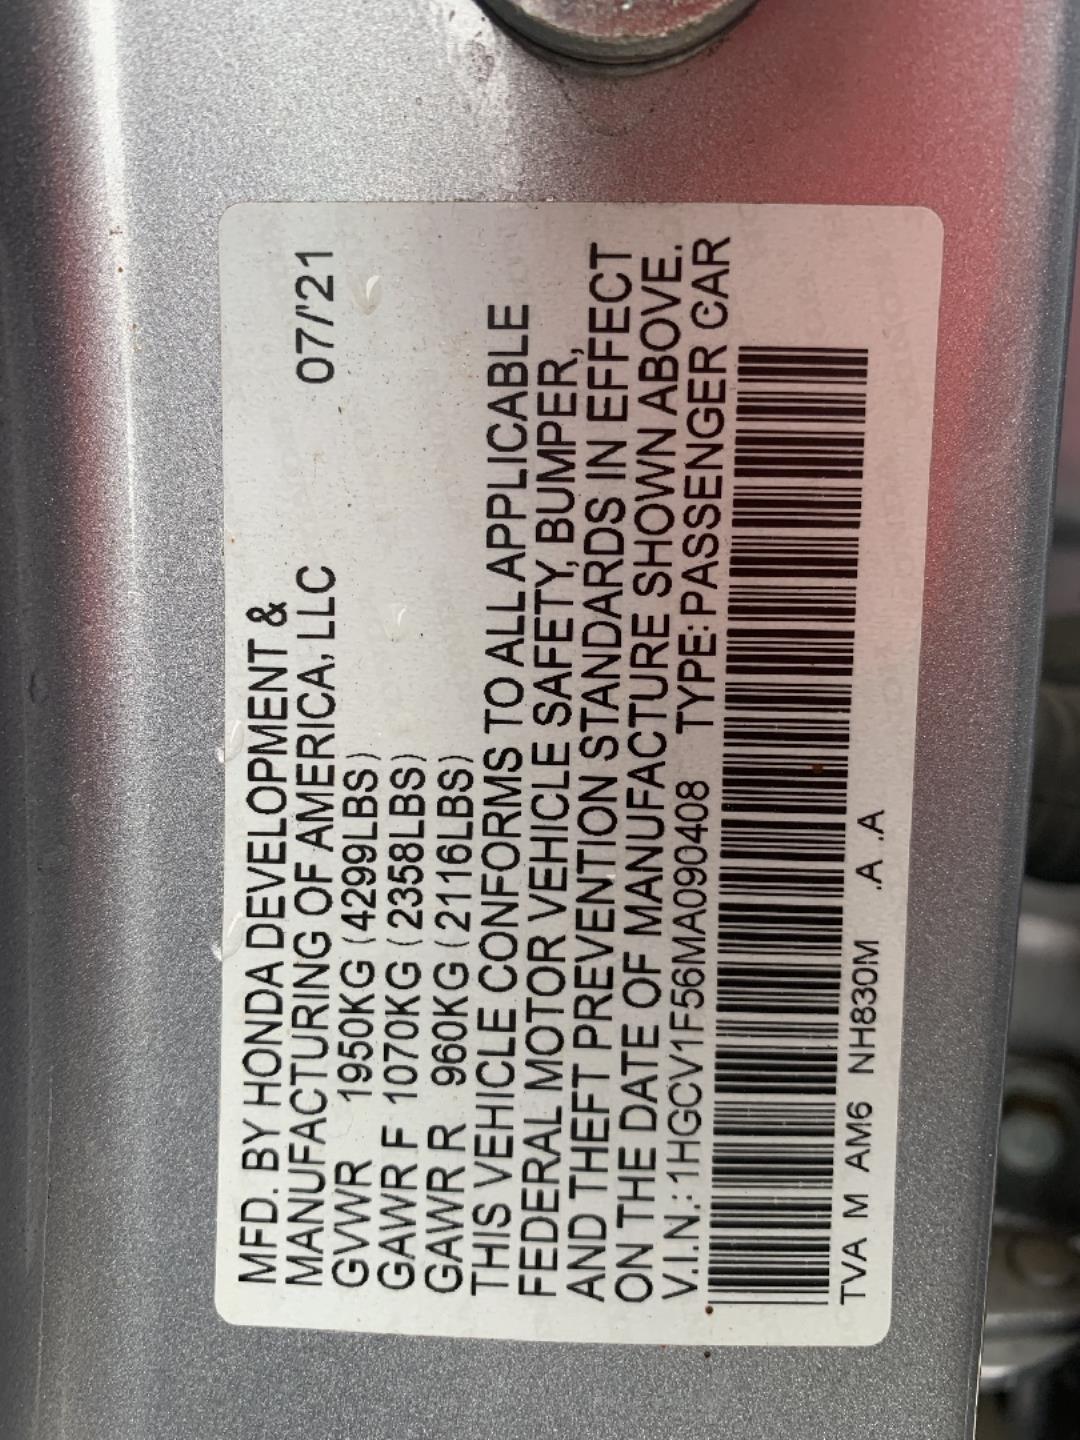 MFD. BY HONDA DEVELOPMENT &
MANUFACTURING OF AMERICA, LLC 07/'21
GVWR 1950KG (4299LBS)
GAWR F 1070KG (2358LBS)
GAWR R 960KG (2116LBS)
THIS VEHICLE CONFORMS TO ALL APPLICABLE
FEDERAL MOTOR VEHICLE SAFETY, BUMPER,
AND THEFT PREVENTION STANDARDS IN EFFECT
ON THE DATE OF MANUFACTURE SHOWN ABOVE.
V.I.N.: 1HGCV1F56MA090408 TYPE: PASSENGER CAR
TVA M AM6 NH830M .A .A